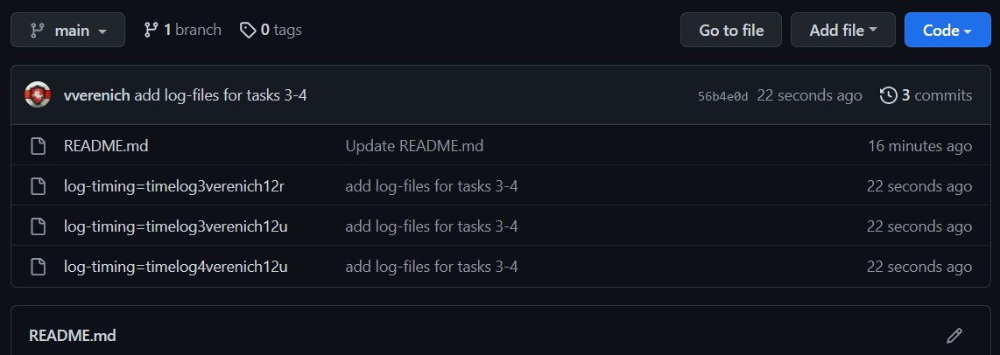 main 1 branch 0 tags Go to file Add file Code
vverenich add log-files for tasks 3-4 56b4e0d 22 seconds ago 3 commits
README.md Update README.md 16 minutes ago
log-timing=timelog3verenich12r add log-files for tasks 3-4 22 seconds ago
log-timing=timelog3verenich12u add log-files for tasks 3-4 22 seconds ago
log-timing=timelog4verenich12u add log-files for tasks 3-4 22 seconds ago
README.md